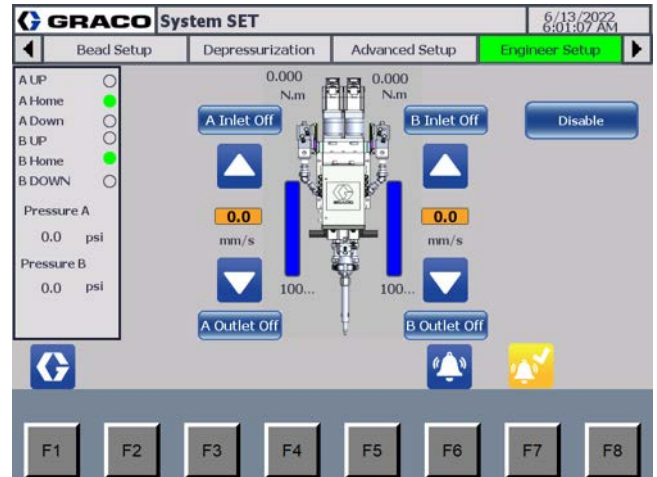 GRACO
System SET
6/13/2022
6:01:07 AM
Bead Setup
Depressurization
Advanced Setup
Engineer Setup
A UP
A Home
A Down
B UP
B Home
B DOWN
Pressure A
0.0 psi
Pressure B
0.0 psi
0.000
N.m
0.000
N.m
A Inlet Off
B Inlet Off
Disable
GRACO
0.0
mm/s
0.0
mm/s
100...
100...
A Outlet Off
B Outlet Off
F1
F2
F3
F4
F5
F6
F7
F8